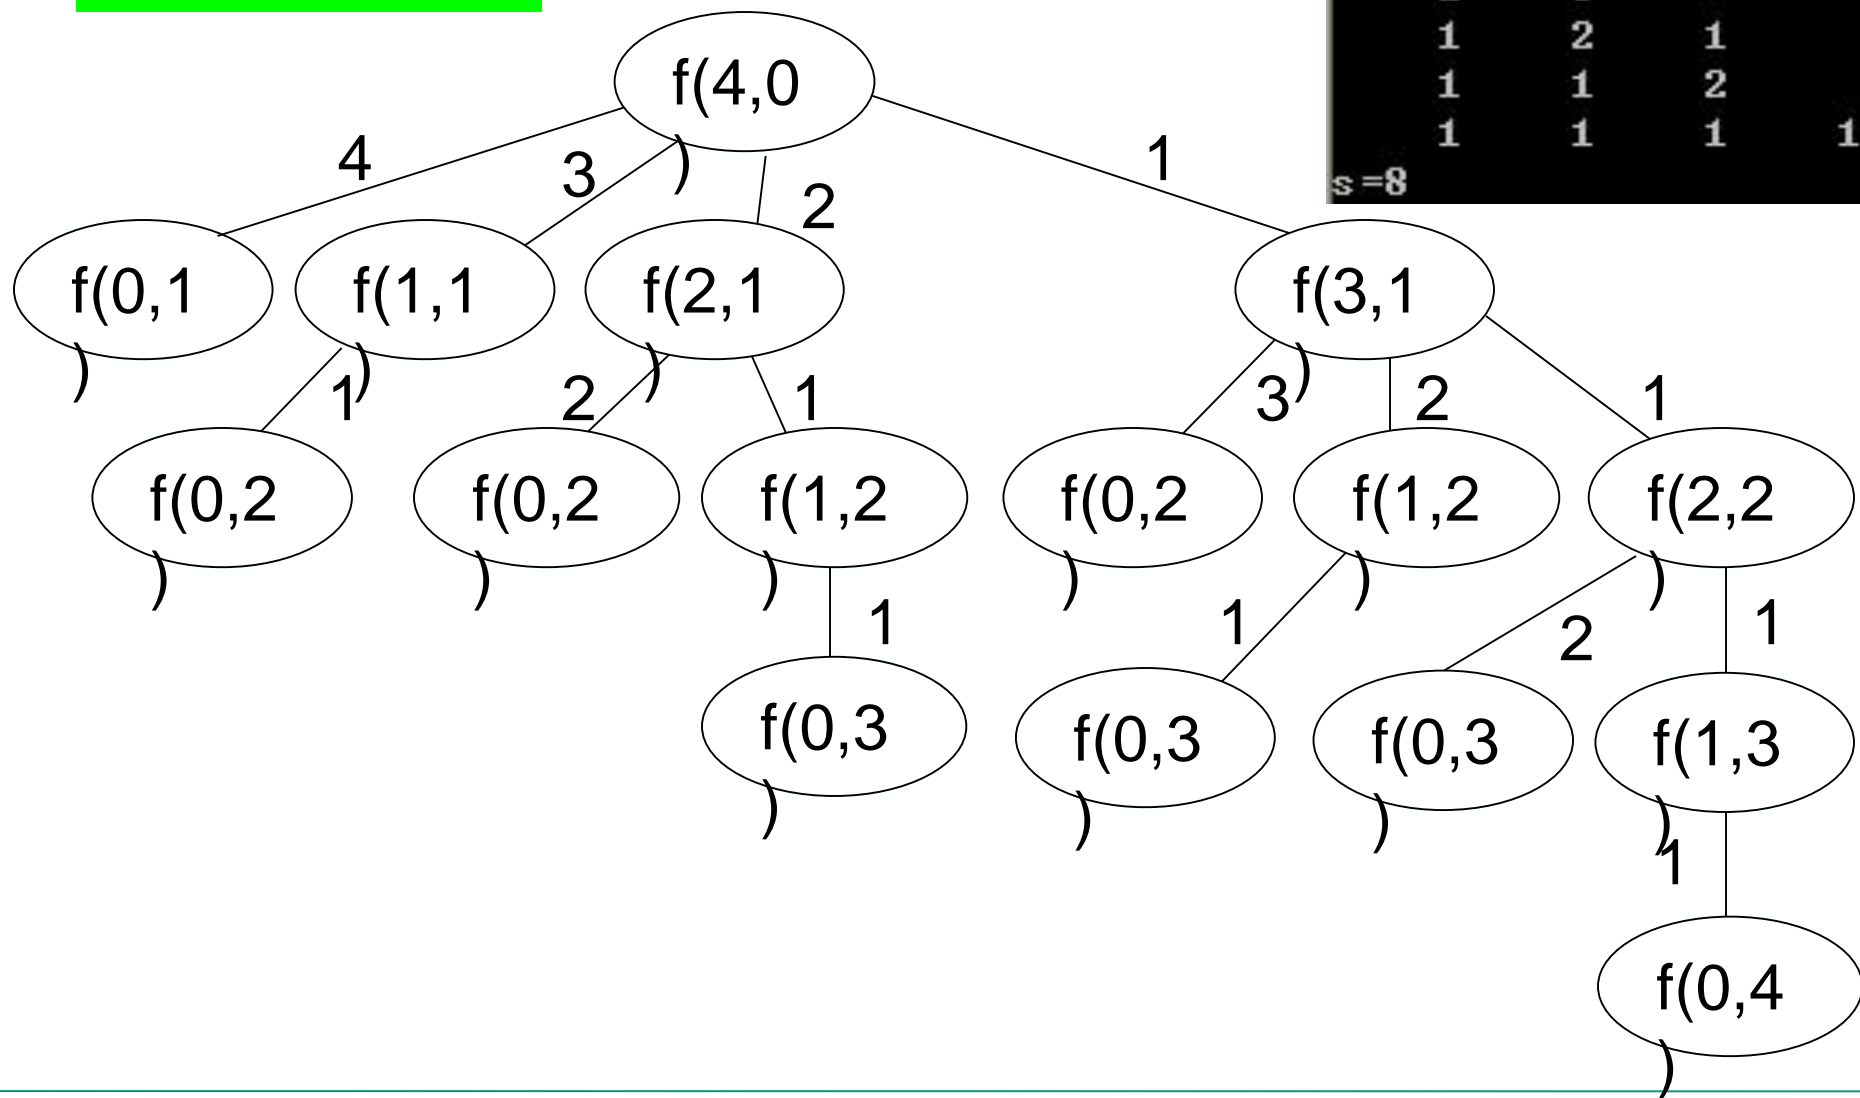 1 2 1
1 1 2
1 1 1 1
s=8
f(4,0
)
4
3
2
1
f(0,1
)
f(1,1
)
f(2,1
)
f(3,1
)
1
2
1
3
2
1
f(0,2
)
f(0,2
)
f(1,2
)
f(0,2
)
f(1,2
)
f(2,2
)
1
1
2
1
f(0,3
)
f(0,3
)
f(0,3
)
f(1,3
)
1
f(0,4
)